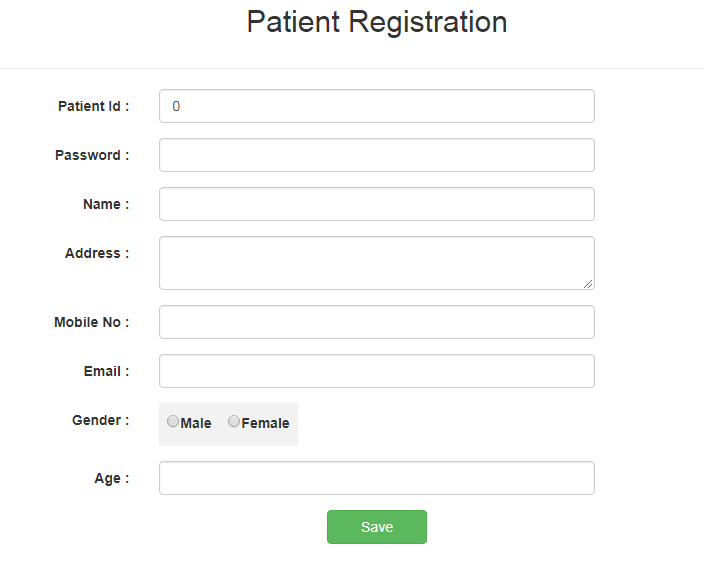 Patient Registration
Patient Id : 0
Password :
Name :
Address :
Mobile No :
Email :
Gender : Male Female
Age :
Save